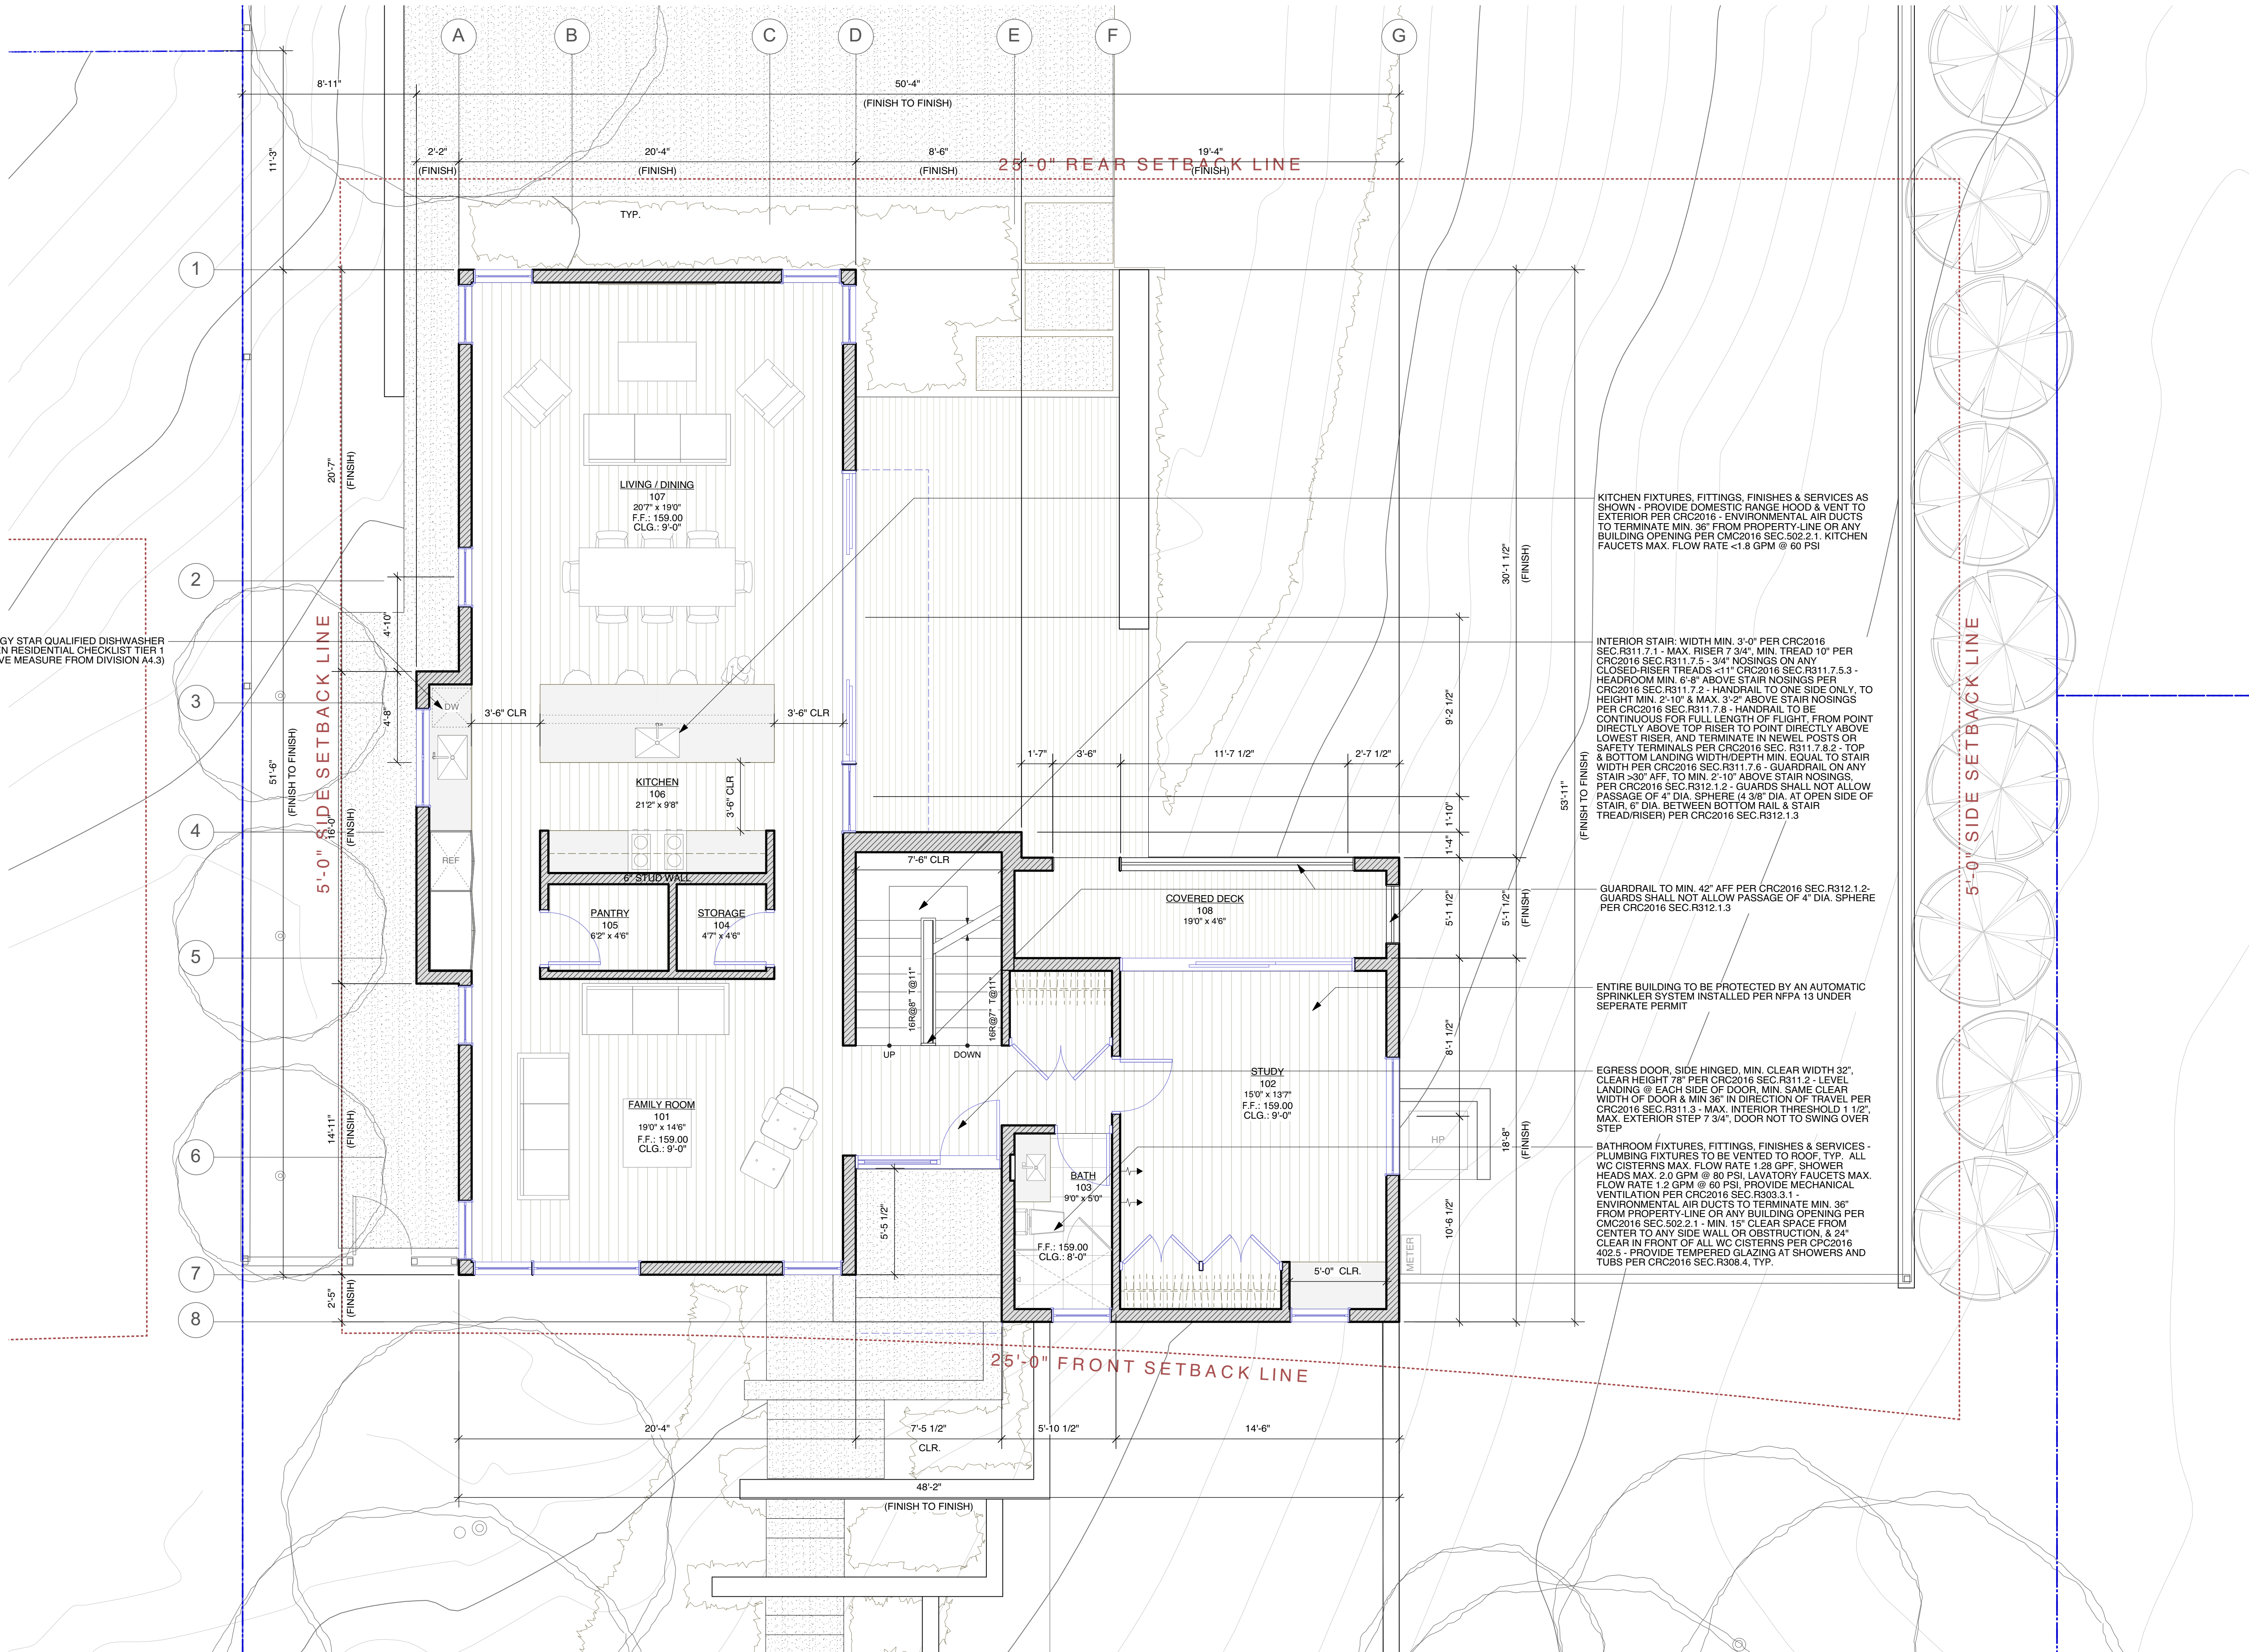 A
B
C
D
E
F
G
8'-11"
50'-4"
(FINISH TO FINISH)
11'-3"
2'-2"
(FINISH)
20'-4"
(FINISH)
8'-6"
(FINISH)
19'-4"
(FINISH)
25'-0" REAR SETBACK LINE
TYP.
1
2
3
4
5
6
7
8
20'-7"
(FINSIH)
4'-10"
4'-8"
51'-6"
(FINISH TO FINISH)
16'-0"
(FINSIH)
14'-11"
(FINSIH)
2'-5"
(FINSIH)
5'-0" SIDE SETBACK LINE
GY STAR QUALIFIED DISHWASHER
EN RESIDENTIAL CHECKLIST TIER 1
VE MEASURE FROM DIVISION A4.3)
LIVING / DINING
107
20'7" x 19'0"
F.F.: 159.00
CLG.: 9'-0"
DW
3'-6" CLR
3'-6" CLR
KITCHEN
106
21'2" x 9'8"
3'-6" CLR
REF
6" STUD WALL
PANTRY
105
6'2" x 4'6"
STORAGE
104
4'7" x 4'6"
FAMILY ROOM
101
19'0" x 14'6"
F.F.: 159.00
CLG.: 9'-0"
7'-6" CLR
16R@8" T@11"
16R@7" T@11"
UP
DOWN
5'-5 1/2"
1'-7"
3'-6"
11'-7 1/2"
2'-7 1/2"
COVERED DECK
108
19'0" x 4'6"
STUDY
102
15'0" x 13'7"
F.F.: 159.00
CLG.: 9'-0"
BATH
103
9'0" x 5'0"
F.F.: 159.00
CLG.: 8'-0"
5'-0" CLR.
HP
METER
9'-2 1/2"
1'-10"
1'-4"
5'-1 1/2"
8'-1 1/2"
10'-6 1/2"
30'-1 1/2"
(FINISH)
5'-1 1/2"
(FINISH)
18'-8"
(FINISH)
53'-11"
(FINISH TO FINISH)
KITCHEN FIXTURES, FITTINGS, FINISHES & SERVICES AS
SHOWN - PROVIDE DOMESTIC RANGE HOOD & VENT TO
EXTERIOR PER CRC2016 - ENVIRONMENTAL AIR DUCTS
TO TERMINATE MIN. 36" FROM PROPERTY-LINE OR ANY
BUILDING OPENING PER CMC2016 SEC.502.2.1. KITCHEN
FAUCETS MAX. FLOW RATE <1.8 GPM @ 60 PSI
INTERIOR STAIR: WIDTH MIN. 3'-0" PER CRC2016
SEC.R311.7.1 - MAX. RISER 7 3/4", MIN. TREAD 10" PER
CRC2016 SEC.R311.7.5 - 3/4" NOSINGS ON ANY
CLOSED-RISER TREADS <11" CRC2016 SEC.R311.7.5.3 -
HEADROOM MIN. 6'-8" ABOVE STAIR NOSINGS PER
CRC2016 SEC.R311.7.2 - HANDRAIL TO ONE SIDE ONLY, TO
HEIGHT MIN. 2'-10" & MAX. 3'-2" ABOVE STAIR NOSINGS
PER CRC2016 SEC.R311.7.8 - HANDRAIL TO BE
CONTINUOUS FOR FULL LENGTH OF FLIGHT, FROM POINT
DIRECTLY ABOVE TOP RISER TO POINT DIRECTLY ABOVE
LOWEST RISER, AND TERMINATE IN NEWEL POSTS OR
SAFETY TERMINALS PER CRC2016 SEC. R311.7.8.2 - TOP
& BOTTOM LANDING WIDTH/DEPTH MIN. EQUAL TO STAIR
WIDTH PER CRC2016 SEC.R311.7.6 - GUARDRAIL ON ANY
STAIR >30" AFF, TO MIN. 2'-10" ABOVE STAIR NOSINGS,
PER CRC2016 SEC.R312.1.2 - GUARDS SHALL NOT ALLOW
PASSAGE OF 4" DIA. SPHERE (4 3/8" DIA. AT OPEN SIDE OF
STAIR, 6" DIA. BETWEEN BOTTOM RAIL & STAIR
TREAD/RISER) PER CRC2016 SEC.R312.1.3
GUARDRAIL TO MIN. 42" AFF PER CRC2016 SEC.R312.1.2-
GUARDS SHALL NOT ALLOW PASSAGE OF 4" DIA. SPHERE
PER CRC2016 SEC.R312.1.3
ENTIRE BUILDING TO BE PROTECTED BY AN AUTOMATIC
SPRINKLER SYSTEM INSTALLED PER NFPA 13 UNDER
SEPERATE PERMIT
EGRESS DOOR, SIDE HINGED, MIN. CLEAR WIDTH 32",
CLEAR HEIGHT 78" PER CRC2016 SEC.R311.2 - LEVEL
LANDING @ EACH SIDE OF DOOR, MIN. SAME CLEAR
WIDTH OF DOOR & MIN 36" IN DIRECTION OF TRAVEL PER
CRC2016 SEC.R311.3 - MAX. INTERIOR THRESHOLD 1 1/2",
MAX. EXTERIOR STEP 7 3/4", DOOR NOT TO SWING OVER
STEP
BATHROOM FIXTURES, FITTINGS, FINISHES & SERVICES -
PLUMBING FIXTURES TO BE VENTED TO ROOF, TYP. ALL
WC CISTERNS MAX. FLOW RATE 1.28 GPF, SHOWER
HEADS MAX. 2.0 GPM @ 80 PSI, LAVATORY FAUCETS MAX.
FLOW RATE 1.2 GPM @ 60 PSI, PROVIDE MECHANICAL
VENTILATION PER CRC2016 SEC.R303.3.1 -
ENVIRONMENTAL AIR DUCTS TO TERMINATE MIN. 36"
FROM PROPERTY-LINE OR ANY BUILDING OPENING PER
CMC2016 SEC.502.2.1 - MIN. 15" CLEAR SPACE FROM
CENTER TO ANY SIDE WALL OR OBSTRUCTION, & 24"
CLEAR IN FRONT OF ALL WC CISTERNS PER CPC2016
402.5 - PROVIDE TEMPERED GLAZING AT SHOWERS AND
TUBS PER CRC2016 SEC.R308.4, TYP.
5'-0" SIDE SETBACK LINE
25'-0" FRONT SETBACK LINE
20'-4"
7'-5 1/2"
CLR.
5'-10 1/2"
14'-6"
48'-2"
(FINISH TO FINISH)